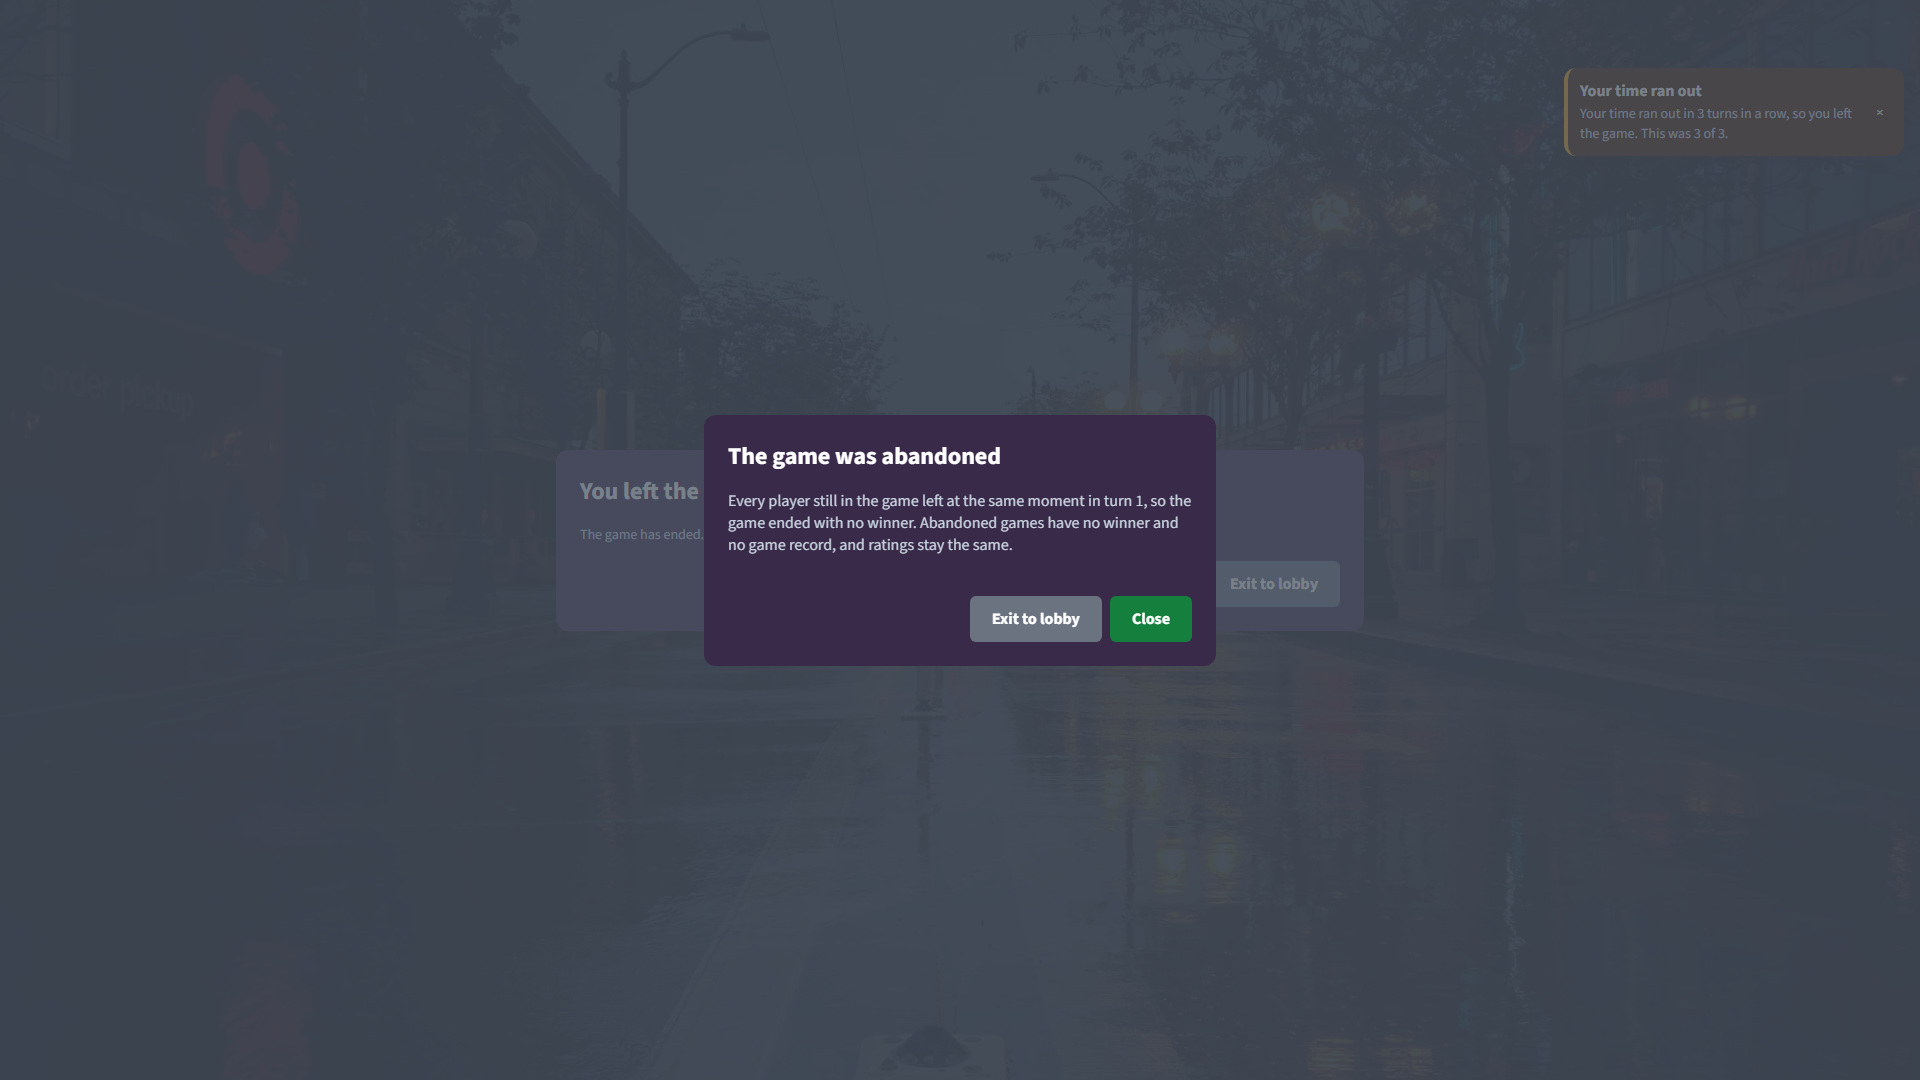 Your time ran out
Your time ran out in 3 turns in a row, so you left
the game. This was 3 of 3.
×
order pickup
The game was abandoned
Every player still in the game left at the same moment in turn 1, so the
game ended with no winner. Abandoned games have no winner and
no game record, and ratings stay the same.
Exit to lobby
Close
You left the
The game has ended.
Exit to lobby